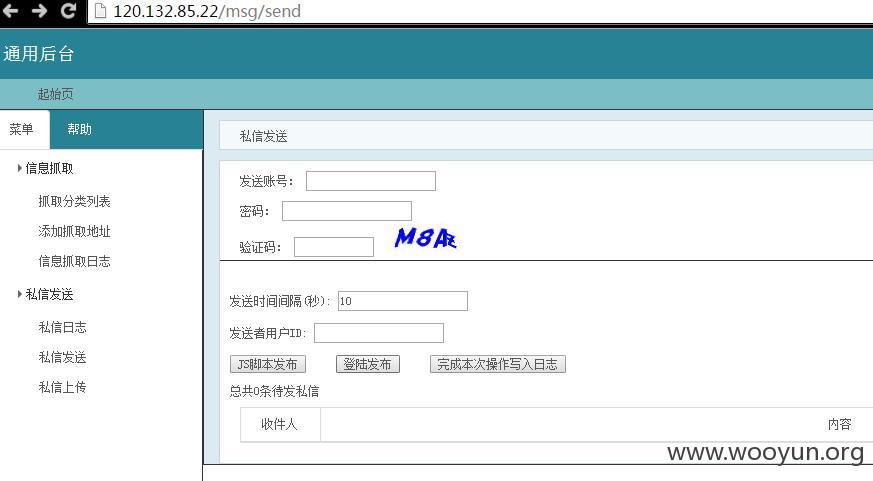 120.132.85.22/msg/send
通用后台
起始页
菜单 帮助
信息抓取
抓取分类列表
添加抓取地址
信息抓取日志
私信发送
私信日志
私信发送
私信上传
私信发送
发送账号：
密码：
验证码：
发送时间间隔(秒): 10
发送者用户ID:
JS脚本发布 登陆发布 完成本次操作写入日志
总共0条待发私信
收件人 内容
www.wooyun.org